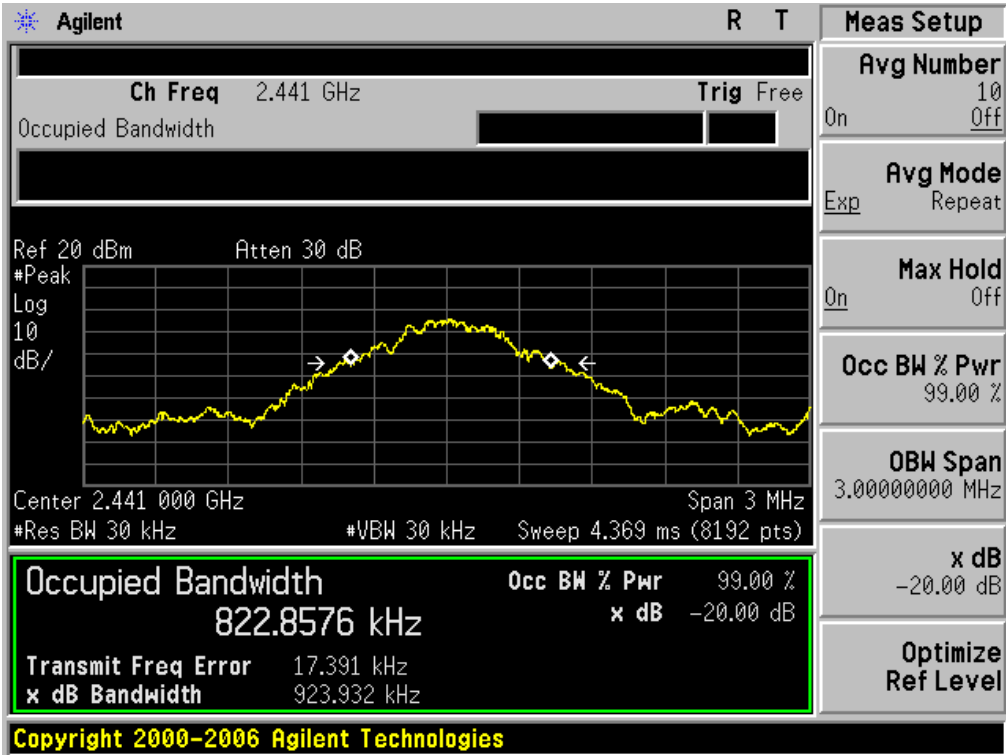 Agilent R T
Ch Freq 2.441 GHz Trig Free
Occupied Bandwidth
Ref 20 dBm Atten 30 dB
#Peak
Log
10
dB/
Center 2.441 000 GHz Span 3 MHz
#Res BW 30 kHz #VBW 30 kHz Sweep 4.369 ms (8192 pts)
Occupied Bandwidth Occ BW % Pwr 99.00 %
822.8576 kHz x dB -20.00 dB
Transmit Freq Error 17.391 kHz
x dB Bandwidth 923.932 kHz
Copyright 2000-2006 Agilent Technologies
Meas Setup
Avg Number
10
On Off
Avg Mode
Exp Repeat
Max Hold
On Off
Occ BW % Pwr
99.00 %
OBW Span
3.00000000 MHz
x dB
-20.00 dB
Optimize
Ref Level